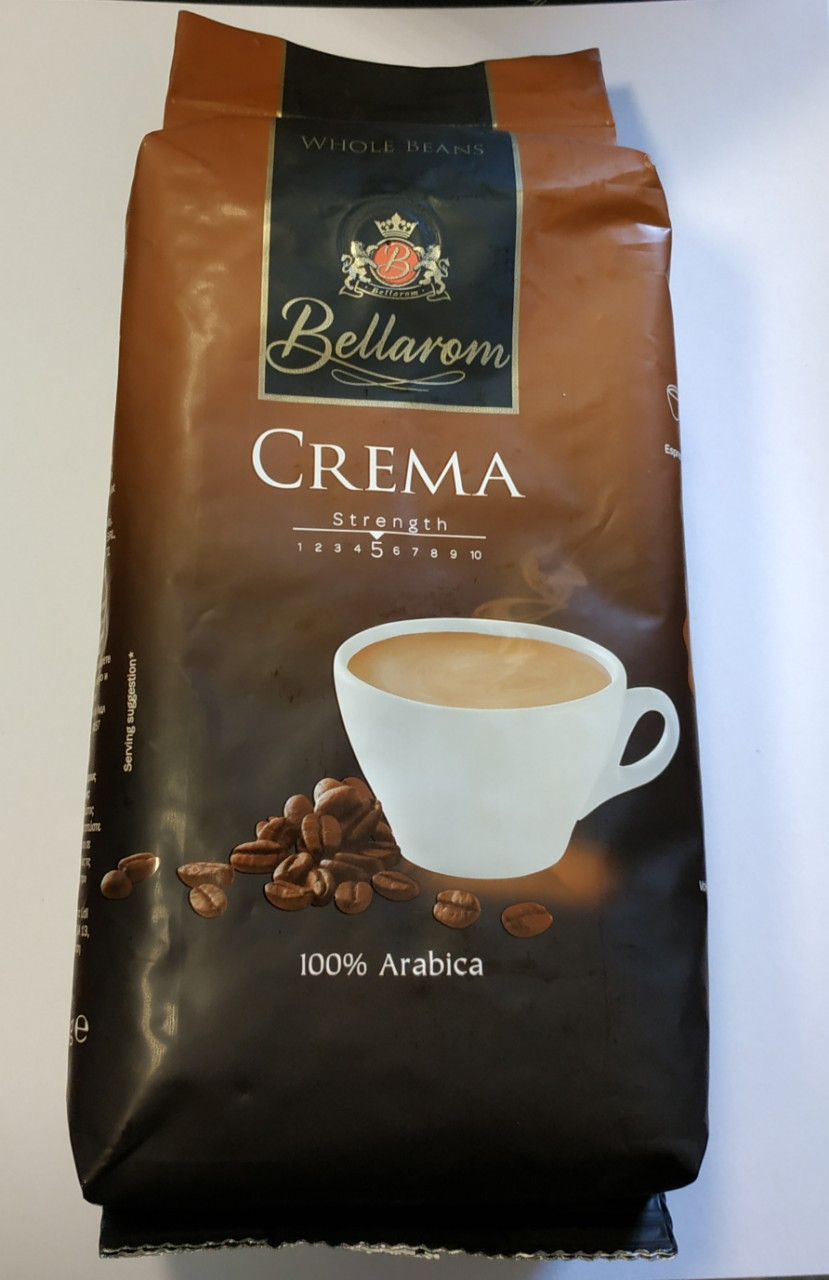 WHOLE BEANS
B
Bellarom
Bellarom
CREMA
Strength
1 2 3 4 5 6 7 8 9 10
Serving suggestion*
100% Arabica